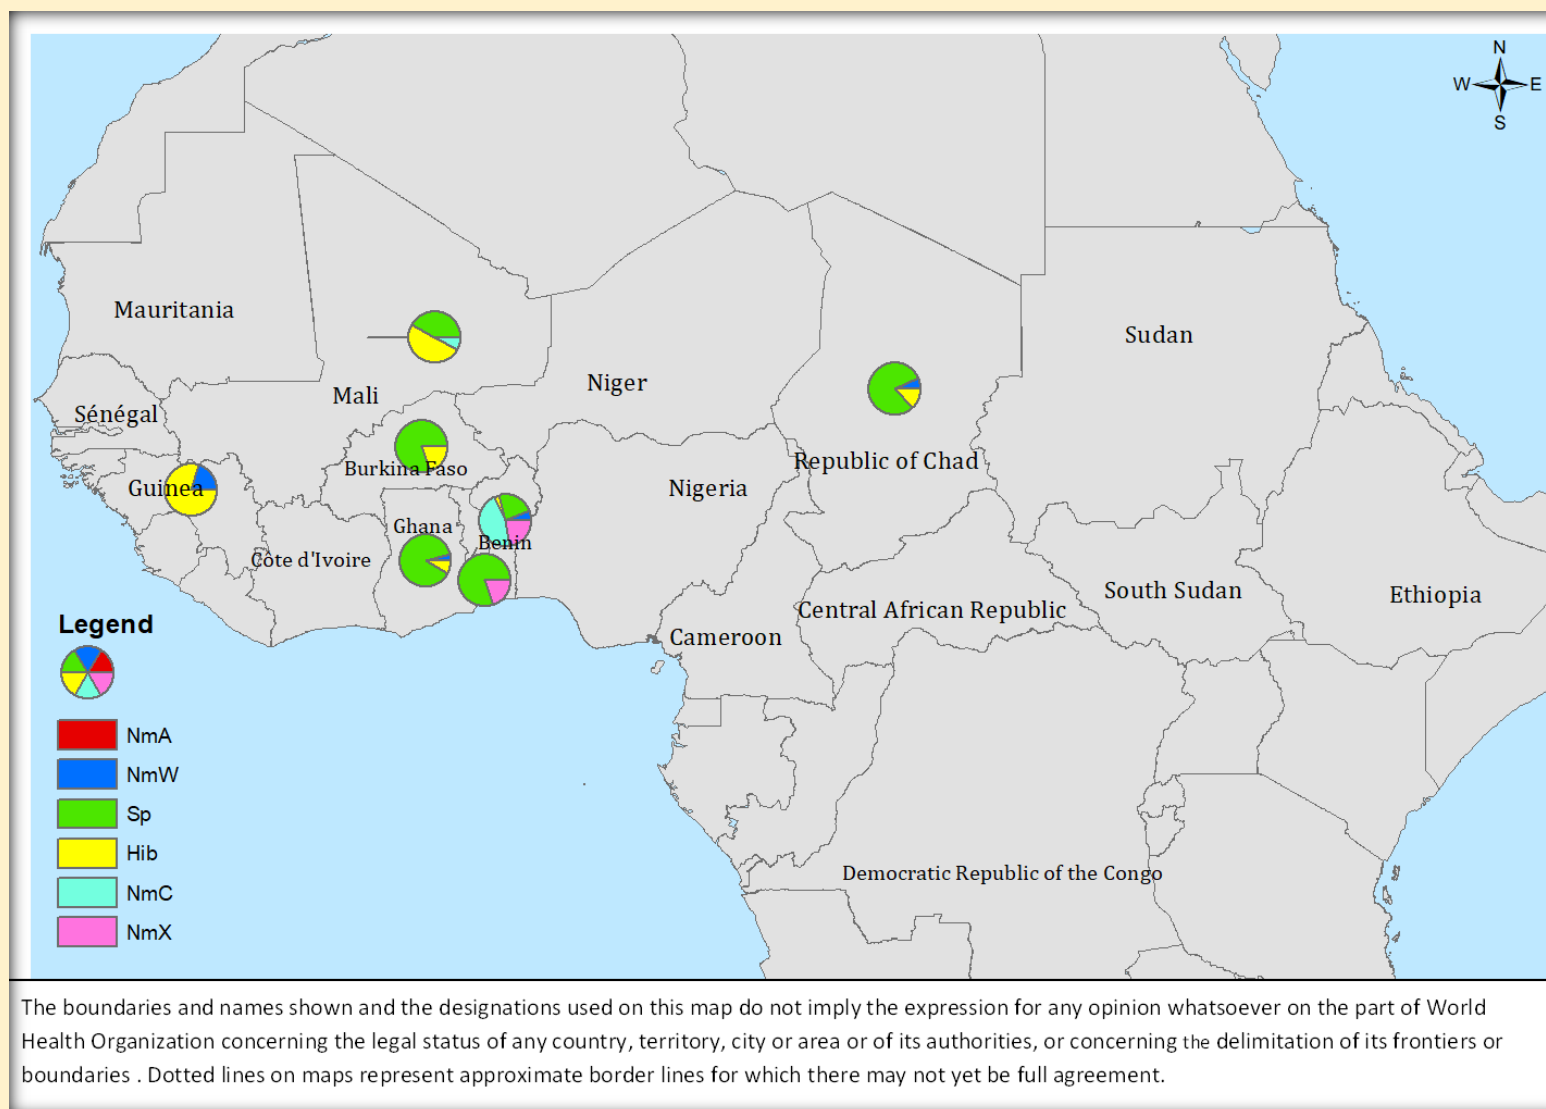 N
W E
S
Mauritania
Sudan
Niger
Mali
Sénégal
Republic of Chad
Burkina Faso
Guinea
Nigeria
Ghana
Benin
Côte d'Ivoire
South Sudan
Ethiopia
Central African Republic
Cameroon
Legend
NmA
NmW
Sp
Hib
NmC
NmX
Democratic Republic of the Congo
The boundaries and names shown and the designations used on this map do not imply the expression for any opinion whatsoever on the part of World
Health Organization concerning the legal status of any country, territory, city or area or of its authorities, or concerning the delimitation of its frontiers or
boundaries . Dotted lines on maps represent approximate border lines for which there may not yet be full agreement.